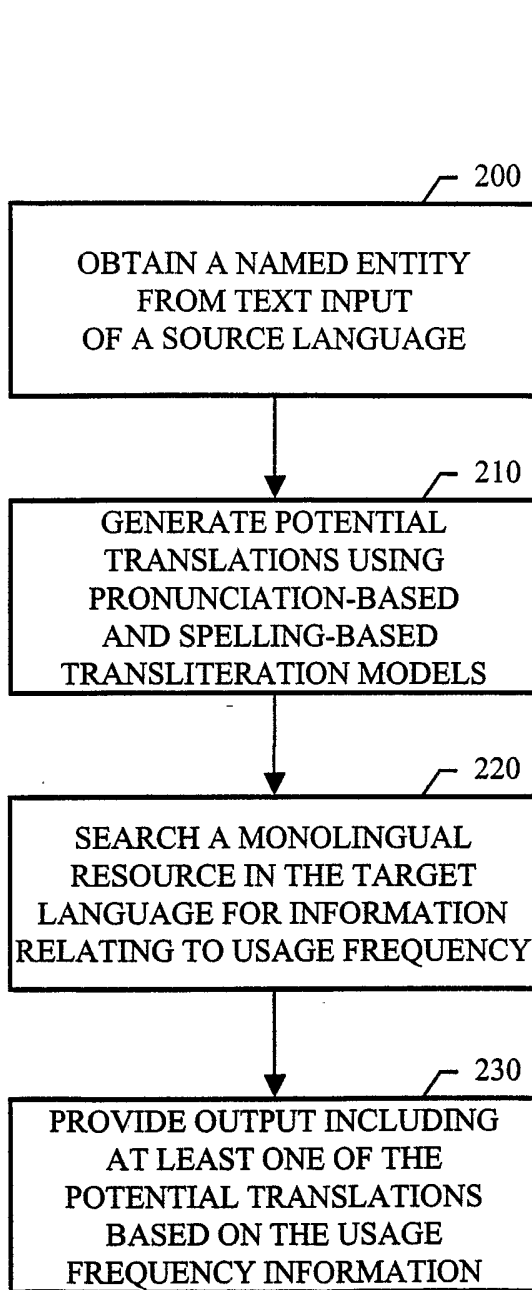 200
OBTAIN A NAMED ENTITY
FROM TEXT INPUT
OF A SOURCE LANGUAGE
210
GENERATE POTENTIAL
TRANSLATIONS USING
PRONUNCIATION-BASED
AND SPELLING-BASED
TRANSLITERATION MODELS
220
SEARCH A MONOLINGUAL
RESOURCE IN THE TARGET
LANGUAGE FOR INFORMATION
RELATING TO USAGE FREQUENCY
230
PROVIDE OUTPUT INCLUDING
AT LEAST ONE OF THE
POTENTIAL TRANSLATIONS
BASED ON THE USAGE
FREQUENCY INFORMATION